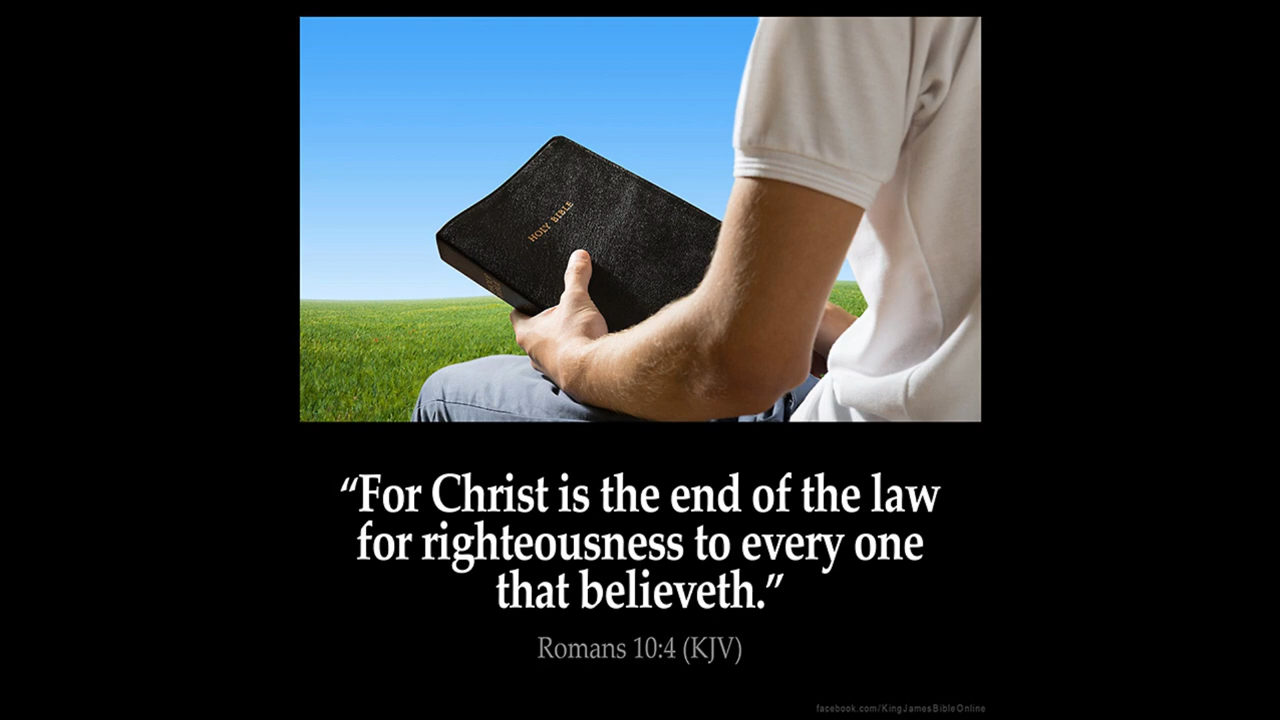 HOLY BIBLE
“For Christ is the end of the law
for righteousness to every one
that believeth.”
Romans 10:4 (KJV)
facebook.com/KingJamesBibleOnline